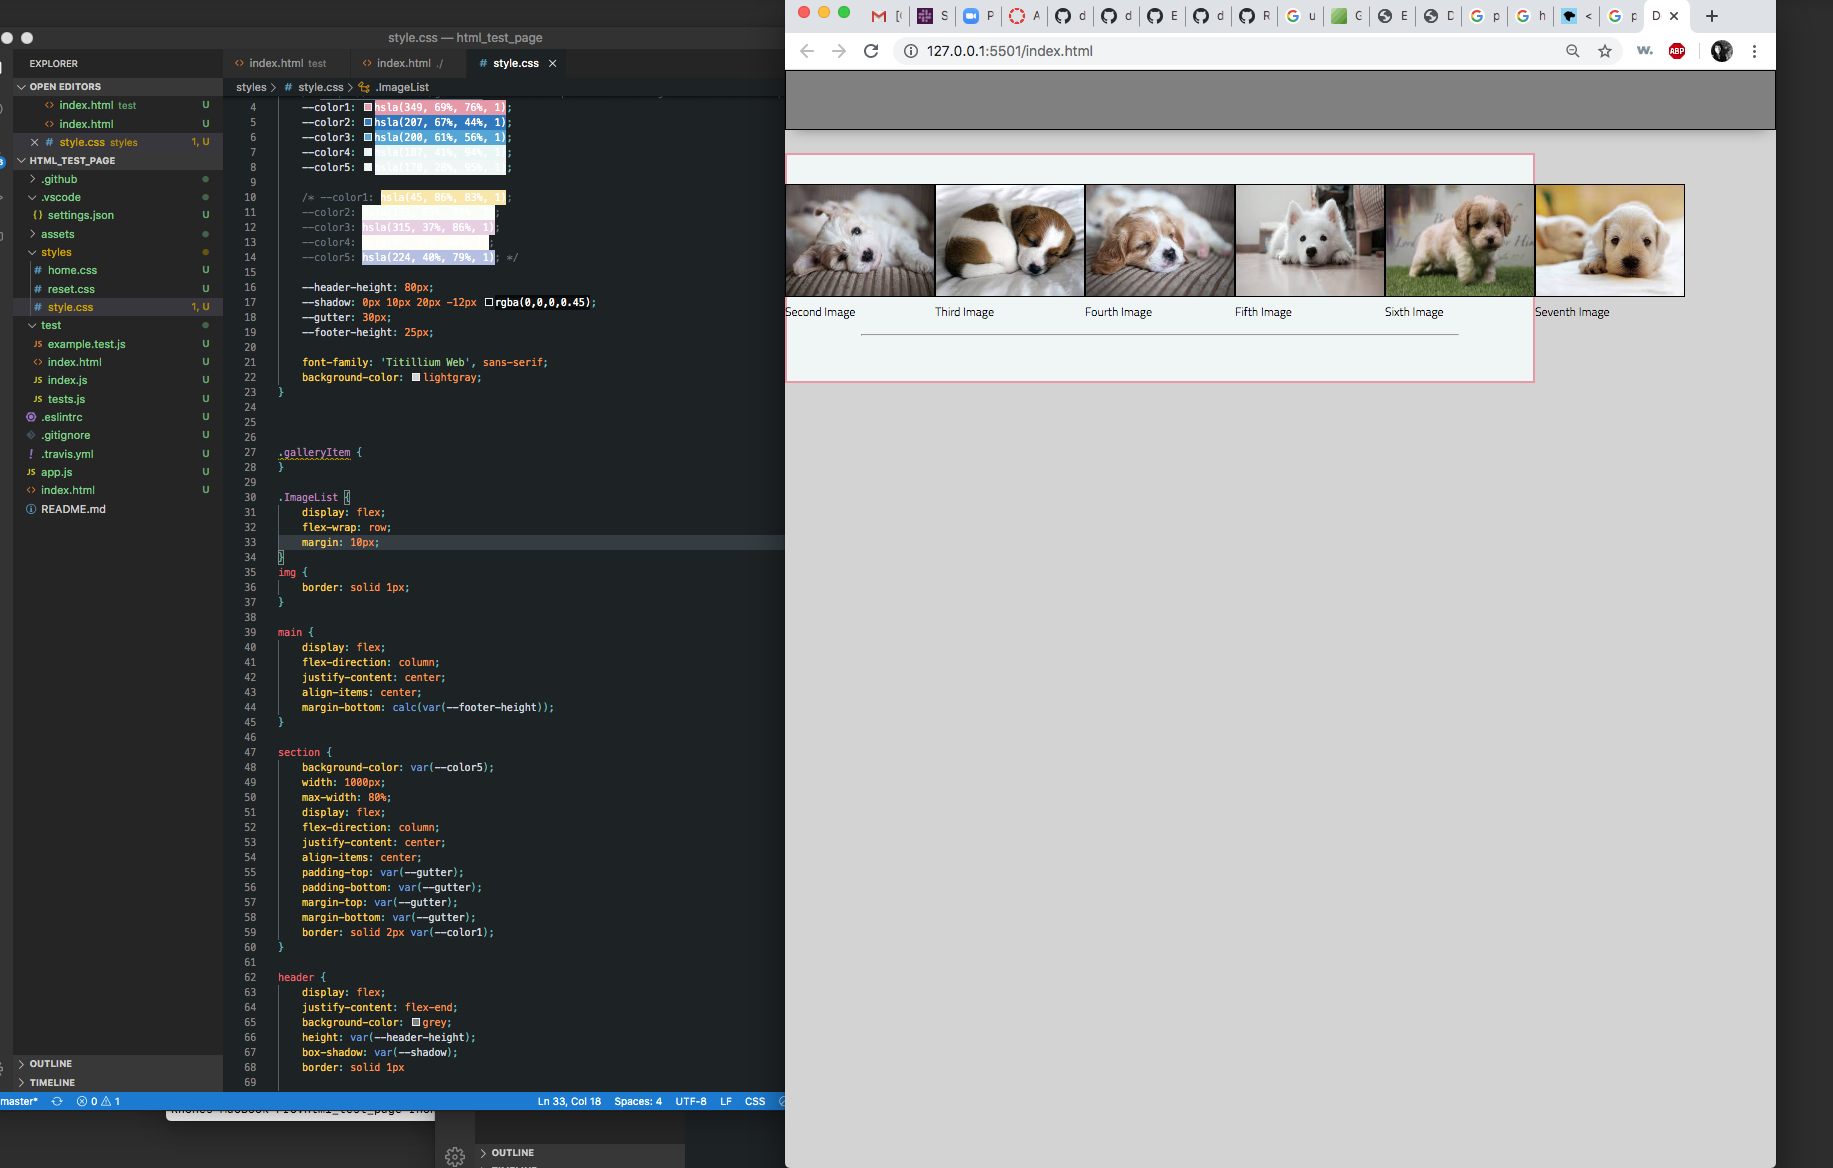 style.css — html_test_page
EXPLORER
OPEN EDITORS
index.html test U
index.html U
style.css styles 1, U
HTML_TEST_PAGE
.github
.vscode
settings.json U
assets
styles
home.css U
reset.css U
style.css 1, U
test
example.test.js U
index.html U
index.js U
tests.js U
.eslintrc U
.gitignore U
.travis.yml U
app.js U
index.html U
README.md
OUTLINE
TIMELINE
index.html test
index.html ./
style.css
styles > style.css > .ImageList
4 --color1: hsla(349, 69%, 76%, 1);
5 --color2: hsla(207, 67%, 44%, 1);
6 --color3: hsla(200, 61%, 56%, 1);
7 --color4:
8 --color5:
9
10 /* --color1: hsla(45, 86%, 83%, 1);
11 --color2: ;
12 --color3: hsla(315, 37%, 86%, 1);
13 --color4: ;
14 --color5: hsla(224, 40%, 79%, 1); */
15
16 --header-height: 80px;
17 --shadow: 0px 10px 20px -12px rgba(0,0,0,0.45);
18 --gutter: 30px;
19 --footer-height: 25px;
20
21 font-family: 'Titillium Web', sans-serif;
22 background-color: lightgray;
23 }
24
25
26
27 .galleryItem {
28 }
29
30 .ImageList {
31 display: flex;
32 flex-wrap: row;
33 margin: 10px;
34 }
35 img {
36 border: solid 1px;
37 }
38
39 main {
40 display: flex;
41 flex-direction: column;
42 justify-content: center;
43 align-items: center;
44 margin-bottom: calc(var(--footer-height));
45 }
46
47 section {
48 background-color: var(--color5);
49 width: 1000px;
50 max-width: 80%;
51 display: flex;
52 flex-direction: column;
53 justify-content: center;
54 align-items: center;
55 padding-top: var(--gutter);
56 padding-bottom: var(--gutter);
57 margin-top: var(--gutter);
58 margin-bottom: var(--gutter);
59 border: solid 2px var(--color1);
60 }
61
62 header {
63 display: flex;
64 justify-content: flex-end;
65 background-color: grey;
66 height: var(--header-height);
67 box-shadow: var(--shadow);
68 border: solid 1px
69
master* 0 1 Ln 33, Col 18 Spaces: 4 UTF-8 LF CSS
OUTLINE
S P A d d E d R u G E D p h < p D
127.0.0.1:5501/index.html
w. ABP
Second Image Third Image Fourth Image Fifth Image Sixth Image Seventh Image